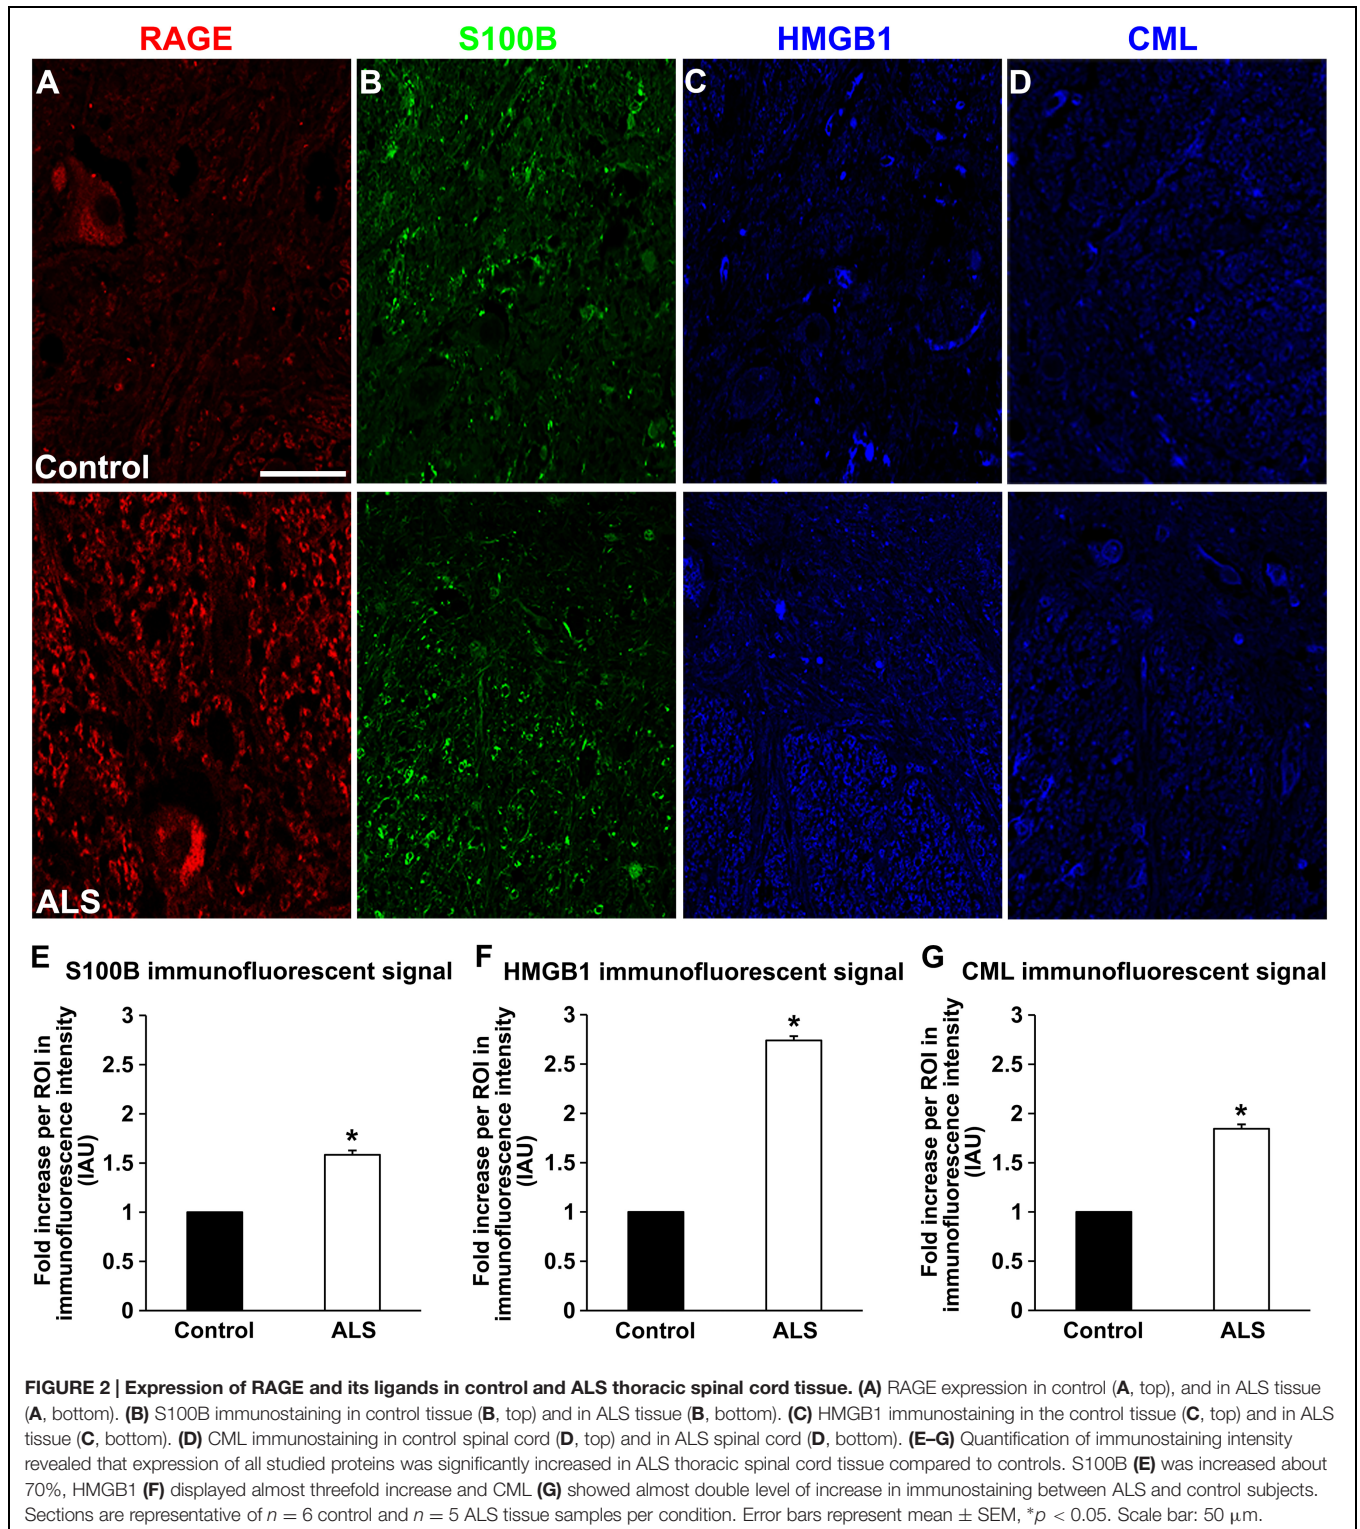 RAGE S100B HMGB1 CML
A B C D
Control
ALS
E S100B immunofluorescent signal
Fold increase per ROI in
immunofluorescence intensity
(IAU)
3
2.5
2
1.5
1
0.5
0
*
Control ALS
F HMGB1 immunofluorescent signal
Fold increase per ROI in
immunofluorescence intensity
(IAU)
3
2.5
2
1.5
1
0.5
0
*
Control ALS
G CML immunofluorescent signal
Fold increase per ROI in
immunofluorescence intensity
(IAU)
3
2.5
2
1.5
1
0.5
0
*
Control ALS
FIGURE 2 | Expression of RAGE and its ligands in control and ALS thoracic spinal cord tissue. (A) RAGE expression in control (A, top), and in ALS tissue
(A, bottom). (B) S100B immunostaining in control tissue (B, top) and in ALS tissue (B, bottom). (C) HMGB1 immunostaining in the control tissue (C, top) and in ALS
tissue (C, bottom). (D) CML immunostaining in control spinal cord (D, top) and in ALS spinal cord (D, bottom). (E–G) Quantification of immunostaining intensity
revealed that expression of all studied proteins was significantly increased in ALS thoracic spinal cord tissue compared to controls. S100B (E) was increased about
70%, HMGB1 (F) displayed almost threefold increase and CML (G) showed almost double level of increase in immunostaining between ALS and control subjects.
Sections are representative of n = 6 control and n = 5 ALS tissue samples per condition. Error bars represent mean ± SEM, *p < 0.05. Scale bar: 50 μm.